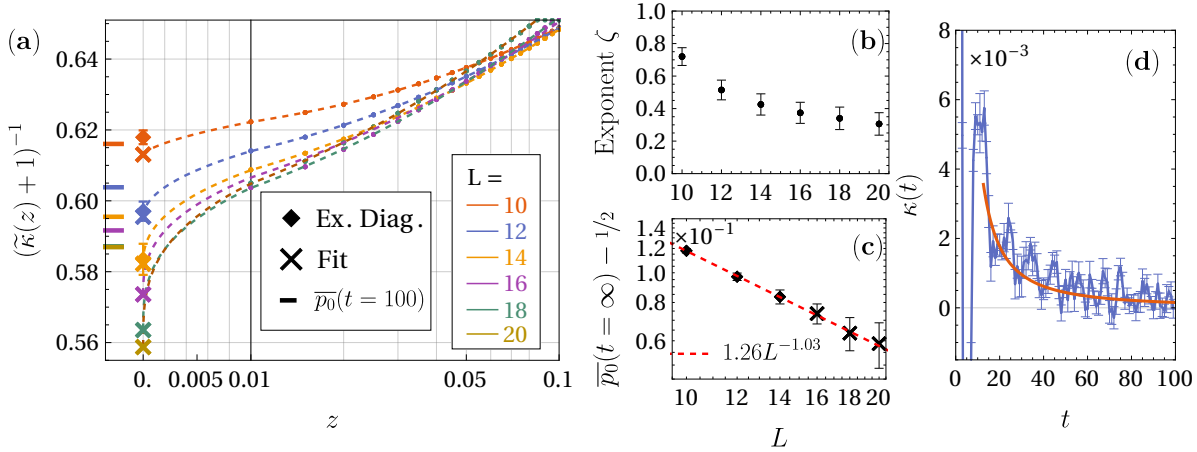 (a)
(κ̃(z) + 1)⁻¹
0.64
0.62
0.60
0.58
0.56
0. 0.005 0.01 0.05 0.1
z
◆ Ex. Diag.
× Fit
p̅₀(t = 100)
L =
10
12
14
16
18
20
(b)
Exponent ζ
1.0
0.8
0.6
0.4
0.2
0.0
10 12 14 16 18 20
(c)
×10⁻¹
p̅₀(t = ∞) − 1/2
1.4
1.2
1.0
0.8
0.6
1.26L⁻¹·⁰³
10 12 14 16 18 20
L
(d)
×10⁻³
κ(t)
6
4
2
0
0 20 40 60 80 100
t